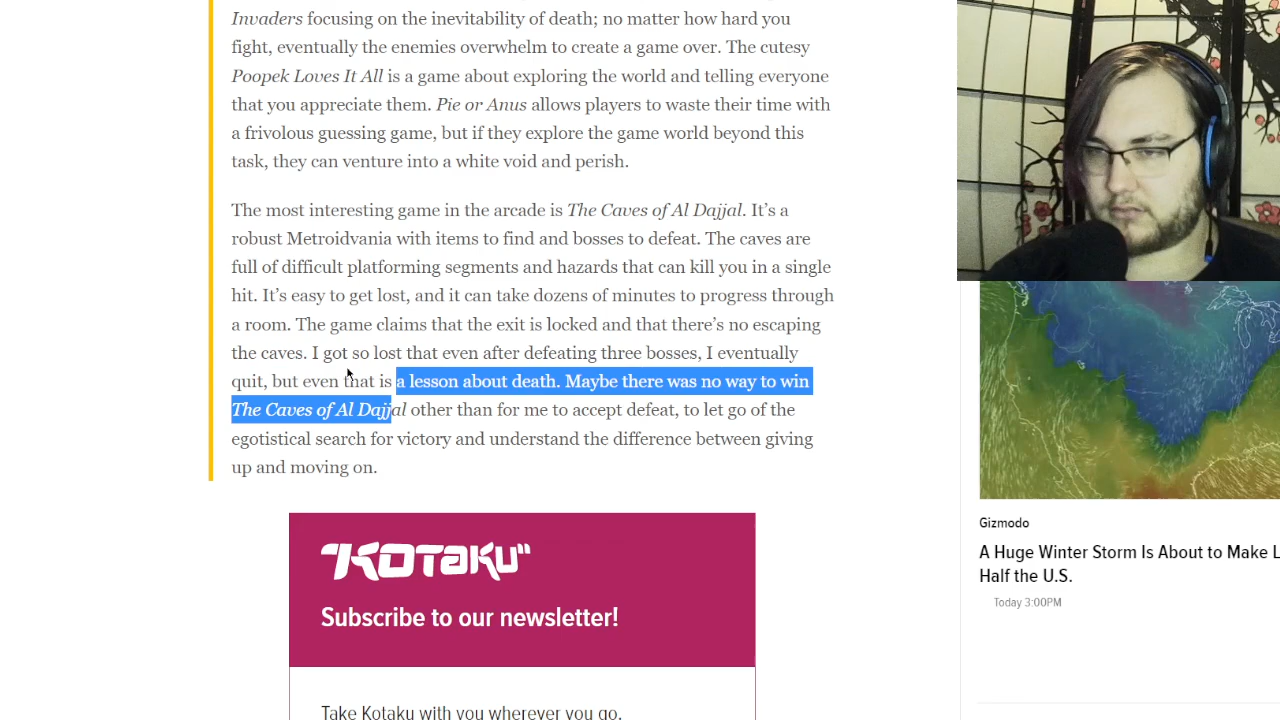 Invaders focusing on the inevitability of death; no matter how hard you
fight, eventually the enemies overwhelm to create a game over. The cutesy
Poopek Loves It All is a game about exploring the world and telling everyone
that you appreciate them. Pie or Anus allows players to waste their time with
a frivolous guessing game, but if they explore the game world beyond this
task, they can venture into a white void and perish.
The most interesting game in the arcade is The Caves of Al Dajjal. It’s a
robust Metroidvania with items to find and bosses to defeat. The caves are
full of difficult platforming segments and hazards that can kill you in a single
hit. It’s easy to get lost, and it can take dozens of minutes to progress through
a room. The game claims that the exit is locked and that there’s no escaping
the caves. I got so lost that even after defeating three bosses, I eventually
quit, but even that is a lesson about death. Maybe there was no way to win
The Caves of Al Dajjal other than for me to accept defeat, to let go of the
egotistical search for victory and understand the difference between giving
up and moving on.
"KOTAKU"
Subscribe to our newsletter!
Take Kotaku with you wherever you go.
Gizmodo
A Huge Winter Storm Is About to Make L
Half the U.S.
Today 3:00PM